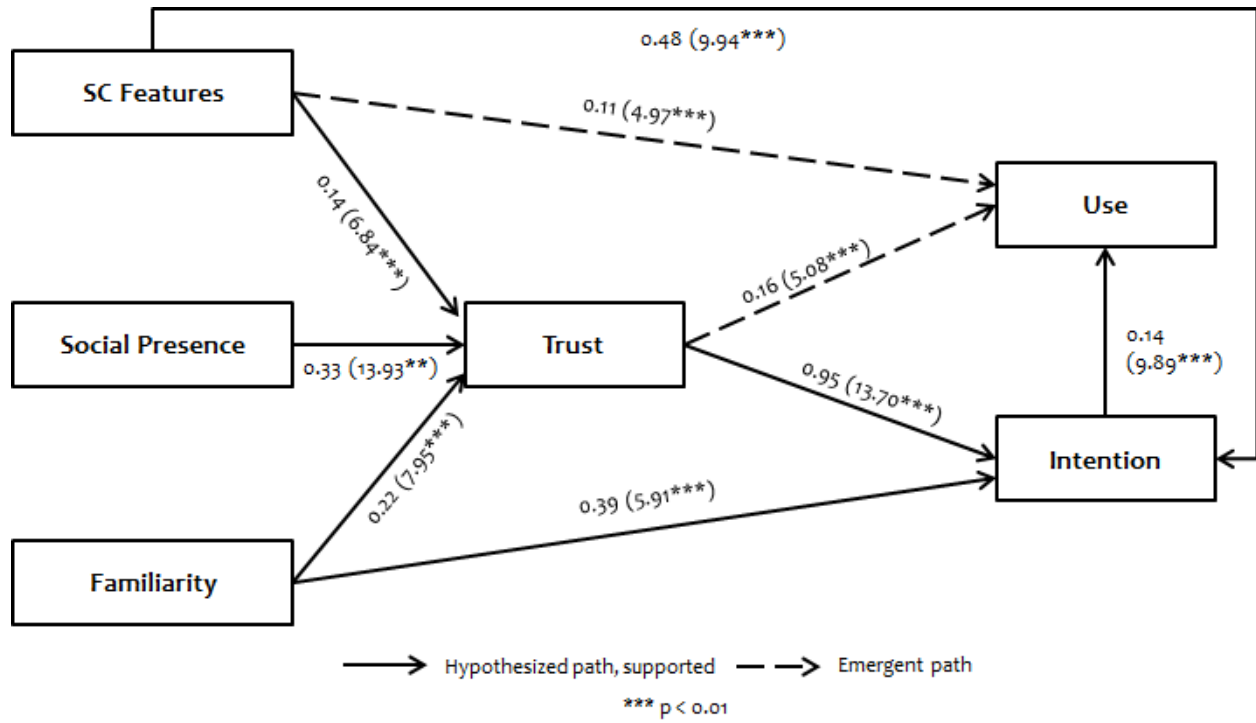 0.48 (9.94***)
SC Features
0.11 (4.97***)
0.14 (6.84***)
Use
0.16 (5.08***)
Social Presence
Trust
0.33 (13.93**)
0.14
(9.89***)
0.95 (13.70***)
Intention
0.22 (7.95***)
0.39 (5.91***)
Familiarity
Hypothesized path, supported
Emergent path
*** p < 0.01